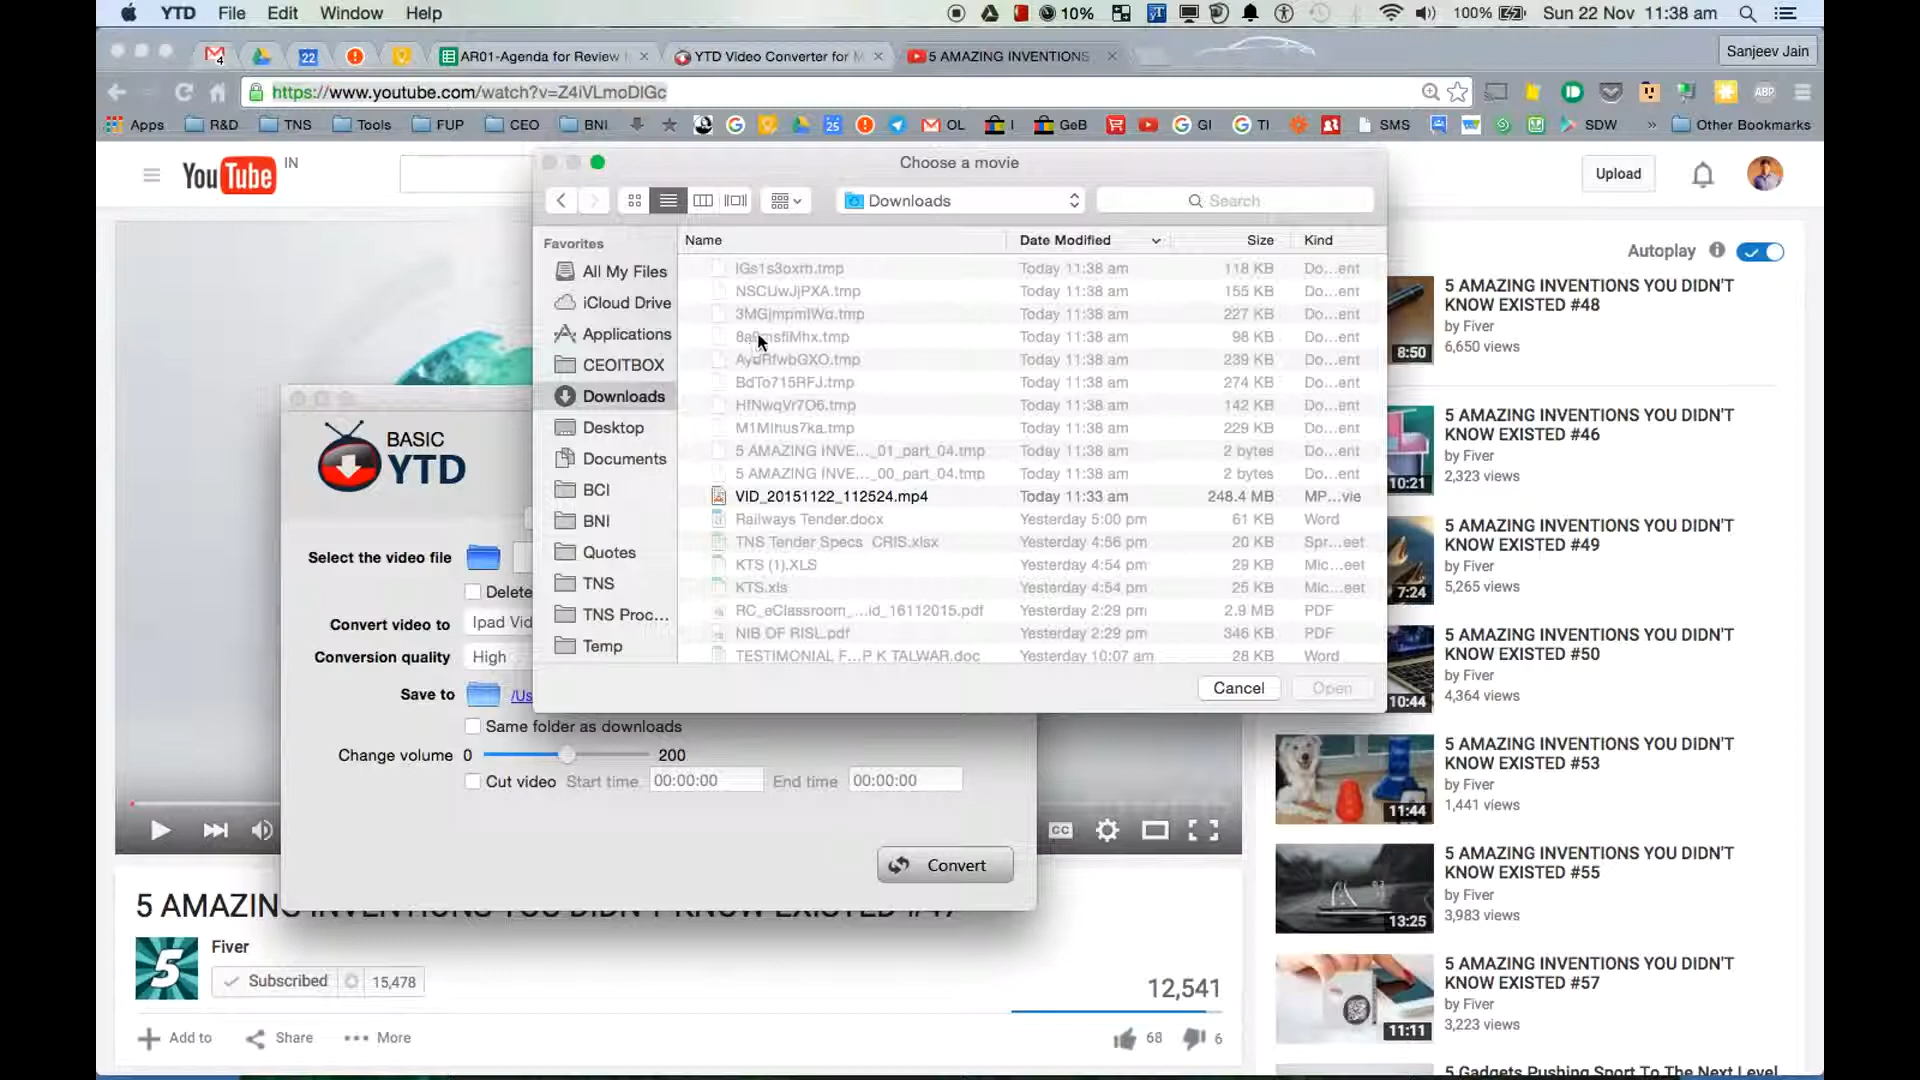 YTD File Edit Window Help
10% 100% Sun 22 Nov 11:38 am
4 22 AR01-Agenda for Review YTD Video Converter for M 5 AMAZING INVENTIONS Sanjeev Jain
https://www.youtube.com/watch?v=Z4iVLmoDIGc ABP
Apps R&D TNS Tools FUP CEO BNI 25 OL I GeB GI TI SMS SDW » Other Bookmarks
YouTube IN Upload
Choose a movie
Downloads Search
Favorites
All My Files
iCloud Drive
Applications
CEOITBOX
Downloads
Desktop
Documents
BCI
BNI
Quotes
TNS
TNS Proc...
Temp
Name Date Modified Size Kind
IGs1s3oxrh.tmp Today 11:38 am 118 KB Do...ent
NSCUwJjPXA.tmp Today 11:38 am 155 KB Do...ent
3MGjmpmIWa.tmp Today 11:38 am 227 KB Do...ent
Today 11:38 am 98 KB Do...ent
Today 11:38 am 239 KB Do...ent
BdTo715RFJ.tmp Today 11:38 am 274 KB Do...ent
HfNwqVr7O6.tmp Today 11:38 am 142 KB Do...ent
M1MIhus7ka.tmp Today 11:38 am 229 KB Do...ent
5 AMAZING INVE..._01_part_04.tmp Today 11:38 am 2 bytes Do...ent
5 AMAZING INVE..._00_part_04.tmp Today 11:38 am 2 bytes Do...ent
VID_20151122_112524.mp4 Today 11:33 am 248.4 MB MP...vie
Railways Tender.docx Yesterday 5:00 pm 61 KB Word
TNS Tender Specs CRIS.xlsx Yesterday 4:56 pm 20 KB Spr...eet
KTS (1).XLS Yesterday 4:54 pm 29 KB Mic...eet
KTS.xls Yesterday 4:54 pm 25 KB Mic...eet
RC_eClassroom_...id_16112015.pdf Yesterday 2:29 pm 2.9 MB PDF
NIB OF RISL.pdf Yesterday 2:29 pm 346 KB PDF
TESTIMONIAL F...P K TALWAR.doc Yesterday 10:07 am 28 KB Word
Cancel Open
BASIC
YTD
Select the video file
Delete
Convert video to Ipad Vid
Conversion quality High
Save to /Us
Same folder as downloads
Change volume 0 200
Cut video Start time 00:00:00 End time 00:00:00
Convert
CC
5 AMAZING INVENTIONS YOU DIDN'T KNOW EXISTED #47
5
Fiver
Subscribed 15,478
12,541
Add to Share More 68 6
Autoplay
5 AMAZING INVENTIONS YOU DIDN'T
KNOW EXISTED #48
by Fiver
6,650 views
8:50
5 AMAZING INVENTIONS YOU DIDN'T
KNOW EXISTED #46
by Fiver
2,323 views
10:21
5 AMAZING INVENTIONS YOU DIDN'T
KNOW EXISTED #49
by Fiver
5,265 views
7:24
5 AMAZING INVENTIONS YOU DIDN'T
KNOW EXISTED #50
by Fiver
4,364 views
10:44
5 AMAZING INVENTIONS YOU DIDN'T
KNOW EXISTED #53
by Fiver
1,441 views
11:44
5 AMAZING INVENTIONS YOU DIDN'T
KNOW EXISTED #55
by Fiver
3,983 views
13:25
5 AMAZING INVENTIONS YOU DIDN'T
KNOW EXISTED #57
by Fiver
3,223 views
11:11
5 Gadgets Pushing Sport To The Next Level